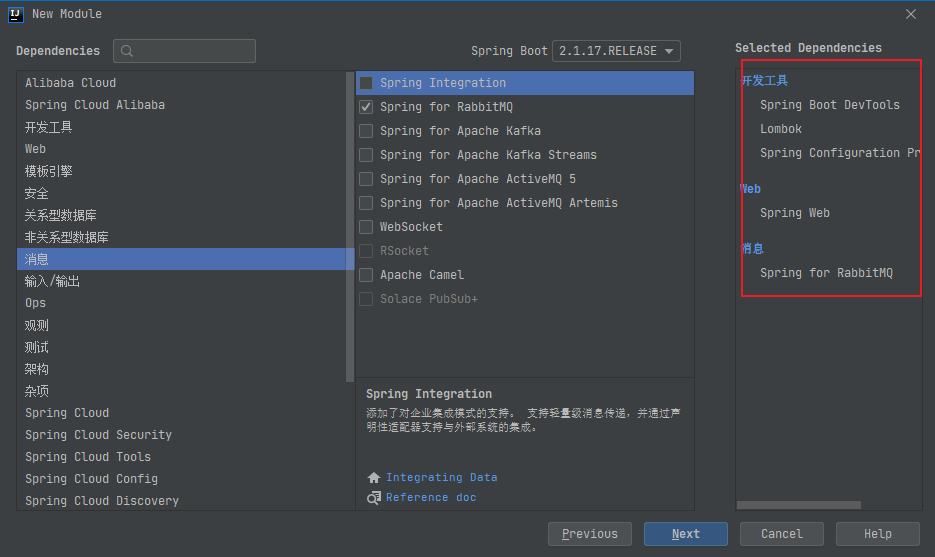 New Module
Dependencies
Spring Boot 2.1.17.RELEASE
Selected Dependencies
Alibaba Cloud
Spring Cloud Alibaba
开发工具
Web
模板引擎
安全
关系型数据库
非关系型数据库
消息
输入/输出
Ops
观测
测试
架构
杂项
Spring Cloud
Spring Cloud Security
Spring Cloud Tools
Spring Cloud Config
Spring Cloud Discovery
Spring Integration
Spring for RabbitMQ
Spring for Apache Kafka
Spring for Apache Kafka Streams
Spring for Apache ActiveMQ 5
Spring for Apache ActiveMQ Artemis
WebSocket
RSocket
Apache Camel
Solace PubSub+
Spring Integration
添加了对企业集成模式的支持。 支持轻量级消息传递，并通过声
明性适配器支持与外部系统的集成。
Integrating Data
Reference doc
开发工具
Spring Boot DevTools
Lombok
Spring Configuration Pr
Web
Spring Web
消息
Spring for RabbitMQ
Previous
Next
Cancel
Help